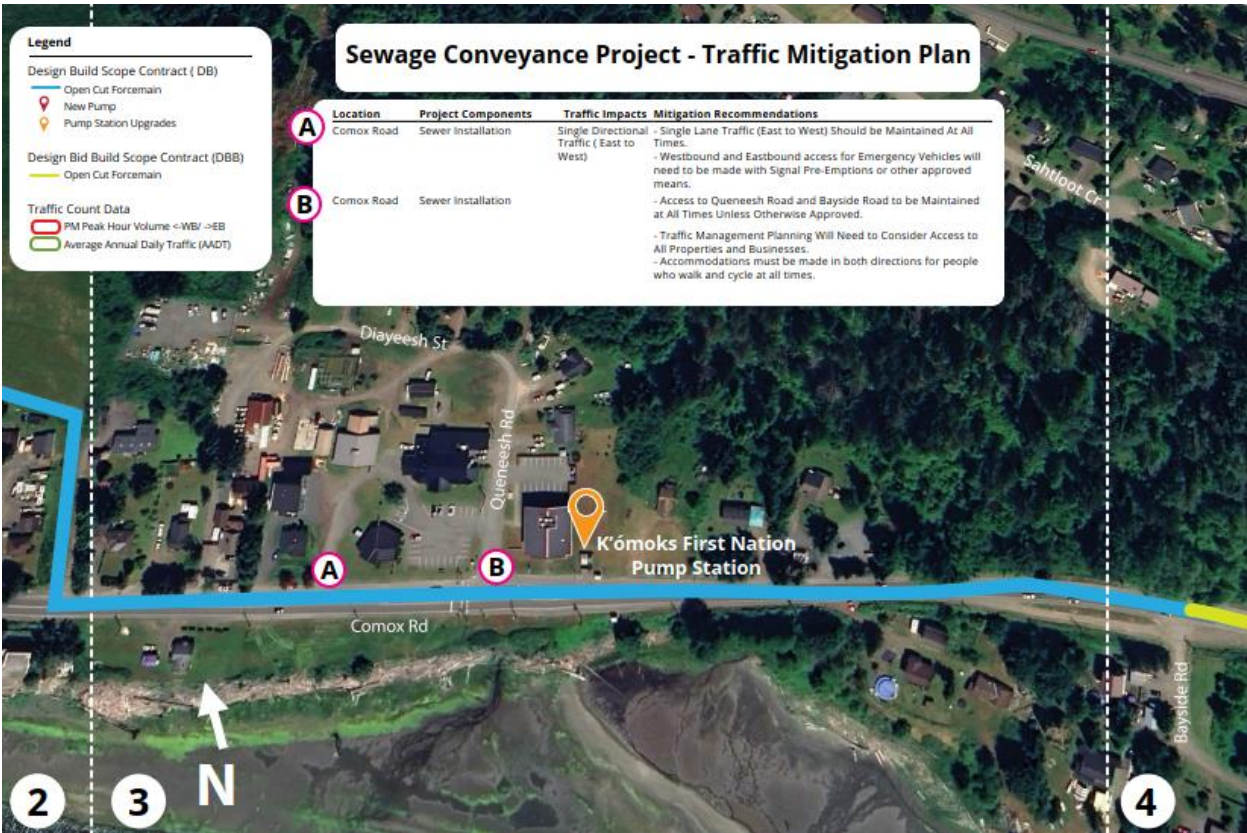 Legend
Design Build Scope Contract ( DB)
Open Cut Forcemain
New Pump
Pump Station Upgrades
Design Bid Build Scope Contract (DBB)
Open Cut Forcemain
Traffic Count Data
PM Peak Hour Volume <-WB/ ->EB
Average Annual Daily Traffic (AADT)
Sewage Conveyance Project - Traffic Mitigation Plan
Location Project Components Traffic Impacts Mitigation Recommendations
A Comox Road Sewer Installation Single Directional - Single Lane Traffic (East to West) Should be Maintained At All
Traffic ( East to Times.
West) - Westbound and Eastbound access for Emergency Vehicles will
need to be made with Signal Pre-Emptions or other approved
means.
B Comox Road Sewer Installation - Access to Queneesh Road and Bayside Road to be Maintained
at All Times Unless Otherwise Approved.
- Traffic Management Planning Will Need to Consider Access to
All Properties and Businesses.
- Accommodations must be made in both directions for people
who walk and cycle at all times.
Sahtloot Cr
Diayeesh St
Queneesh Rd
K'ómoks First Nation
Pump Station
A
B
Comox Rd
Bayside Rd
N
2
3
4